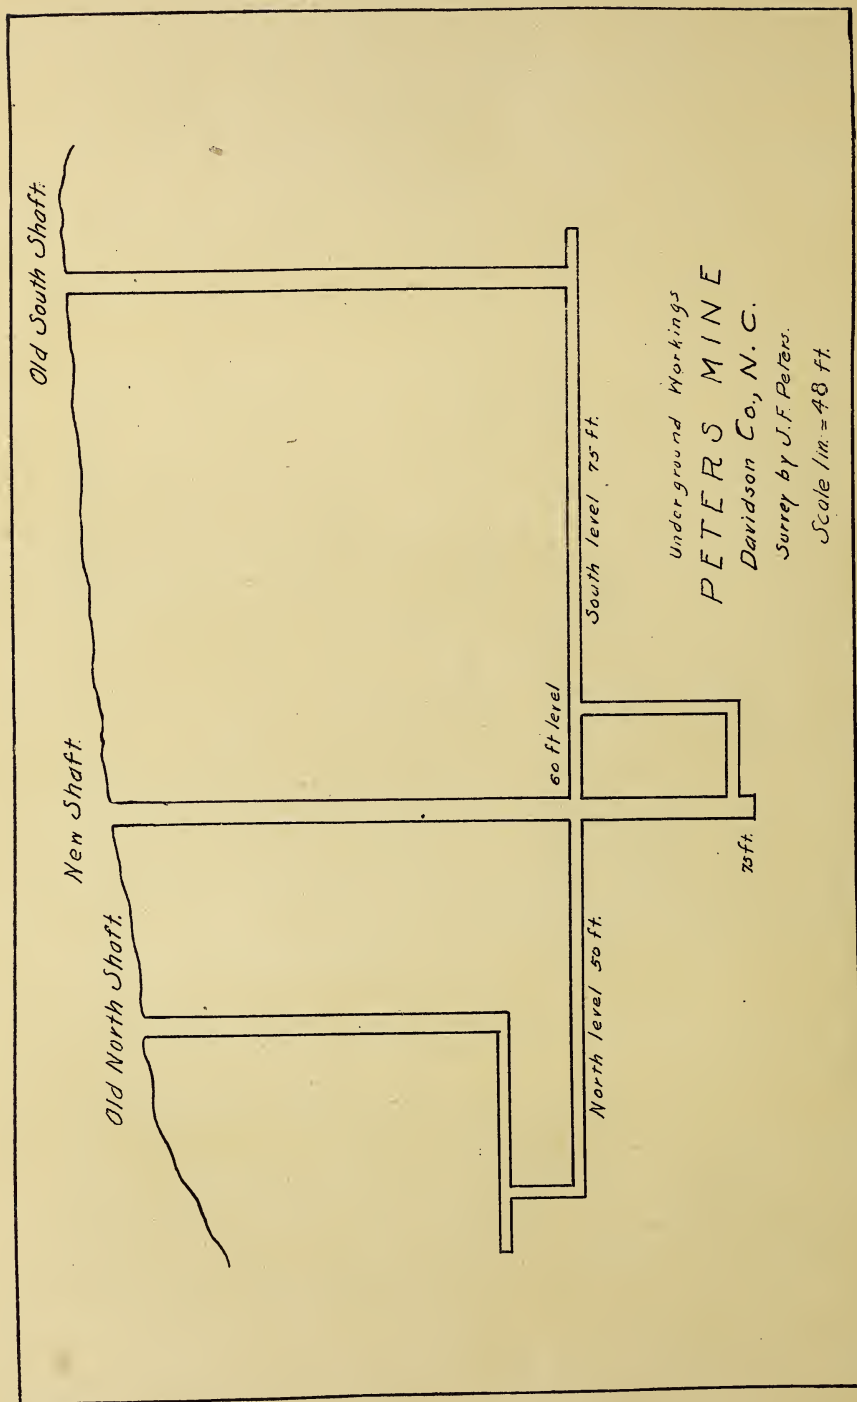 Old South Shaft.
New Shaft.
Old North Shaft.
60 ft level
South level 75 ft.
North level 50 ft.
75 ft.
Underground Workings
PETERS MINE
Davidson Co., N. C.
Survey by J. F. Peters.
Scale 1 in. = 48 ft.